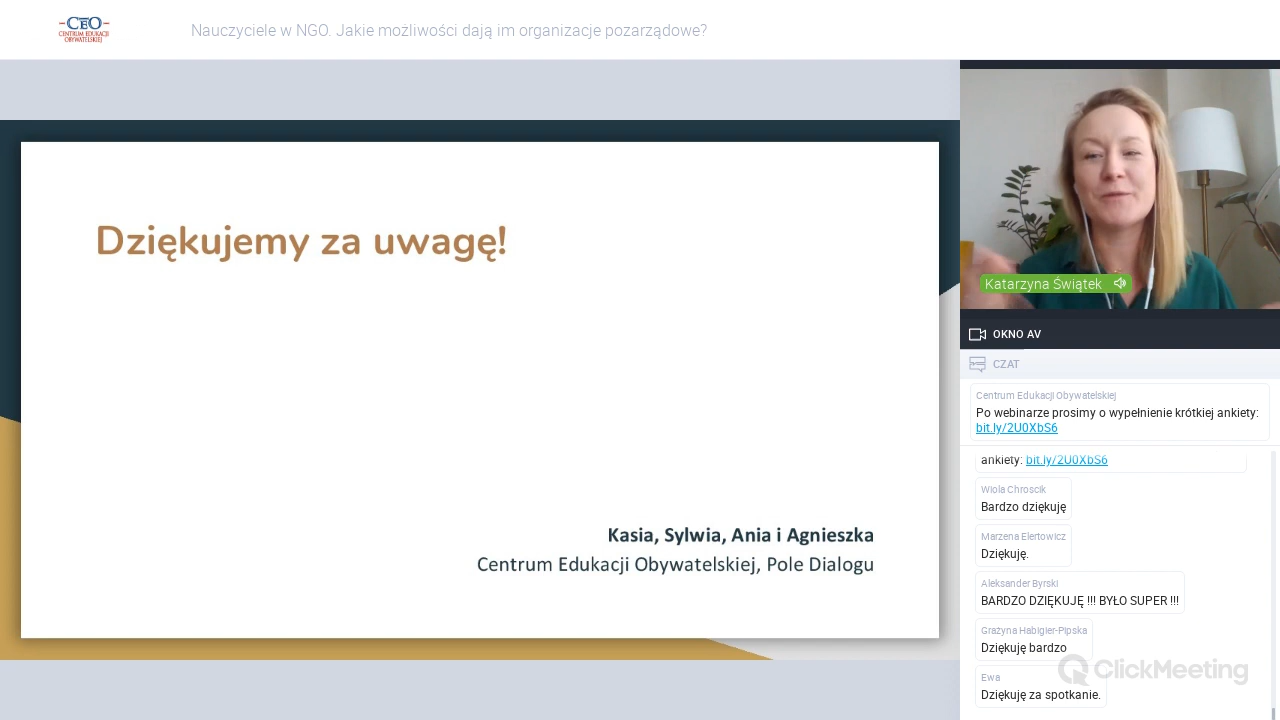 CEO
CENTRUM EDUKACJI
OBYWATELSKIEJ
Nauczyciele w NGO. Jakie możliwości dają im organizacje pozarządowe?
Dziękujemy za uwagę!
Kasia, Sylwia, Ania i Agnieszka
Centrum Edukacji Obywatelskiej, Pole Dialogu
Katarzyna Świątek
OKNO AV
CZAT
Centrum Edukacji Obywatelskiej
Po webinarze prosimy o wypełnienie krótkiej ankiety:
bit.ly/2U0XbS6
ankiety: bit.ly/2U0XbS6
Wiola Chroscik
Bardzo dziękuję
Marzena Elertowicz
Dziękuję.
Aleksander Byrski
BARDZO DZIĘKUJĘ !!! BYŁO SUPER !!!
Grażyna Habigier-Pipska
Dziękuję bardzo
Ewa
Dziękuję za spotkanie.
ClickMeeting